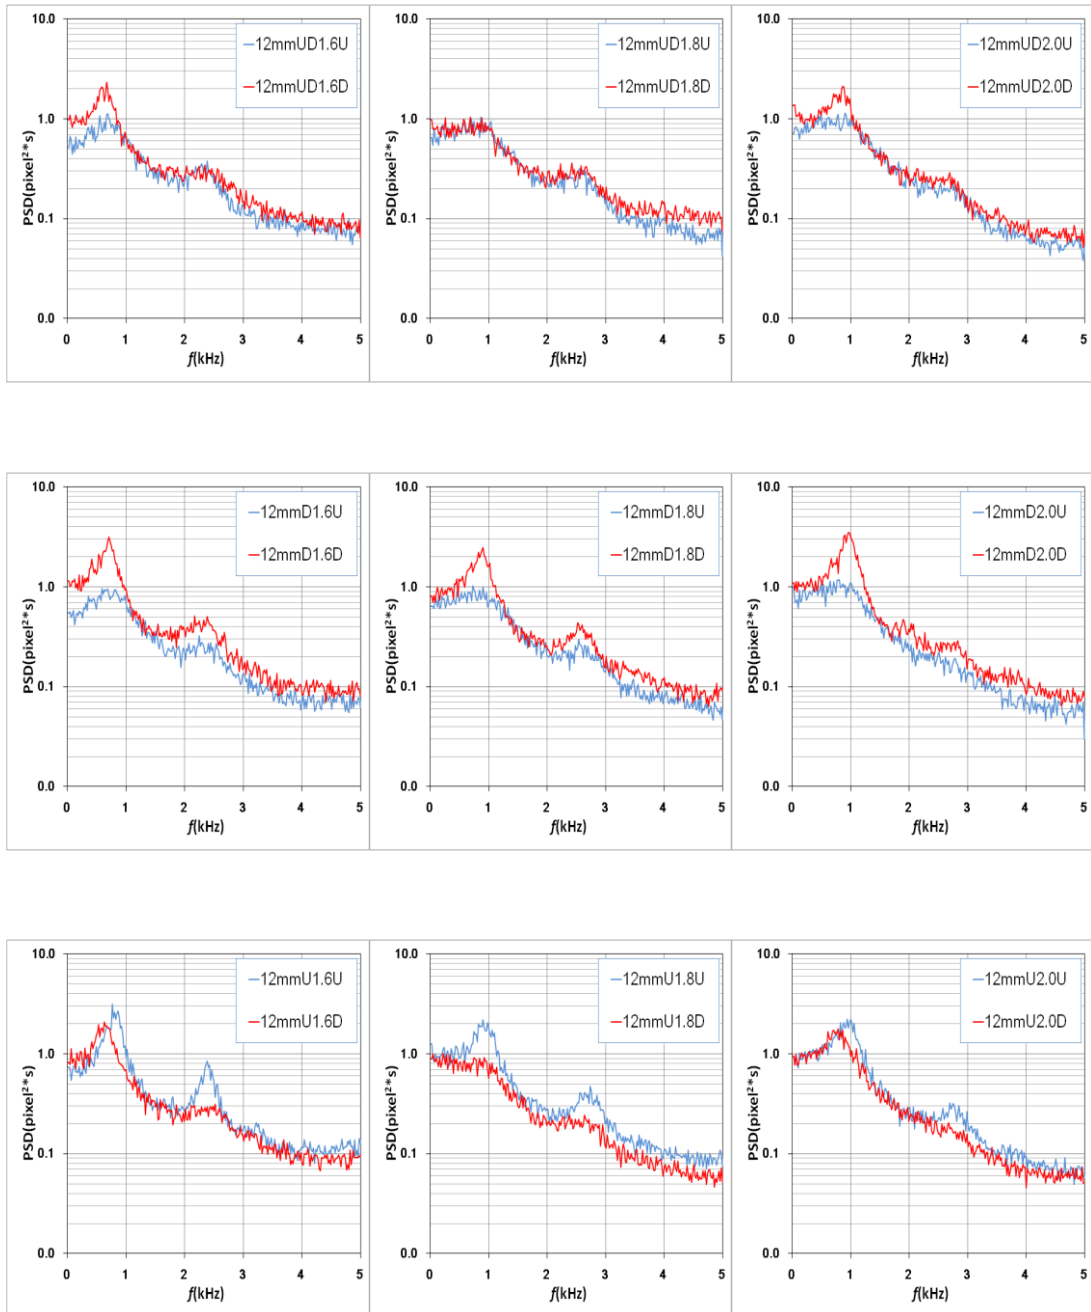 10.0
1.0
0.1
0.0
PSD(pixel²*s)
12mmUD1.6U
12mmUD1.6D
0 1 2 3 4 5
f(kHz)
10.0
1.0
0.1
0.0
PSD(pixel²*s)
12mmUD1.8U
12mmUD1.8D
0 1 2 3 4 5
f(kHz)
10.0
1.0
0.1
0.0
PSD(pixel²*s)
12mmUD2.0U
12mmUD2.0D
0 1 2 3 4 5
f(kHz)
10.0
1.0
0.1
0.0
PSD(pixel²*s)
12mmD1.6U
12mmD1.6D
0 1 2 3 4 5
f(kHz)
10.0
1.0
0.1
0.0
PSD(pixel²*s)
12mmD1.8U
12mmD1.8D
0 1 2 3 4 5
f(kHz)
10.0
1.0
0.1
0.0
PSD(pixel²*s)
12mmD2.0U
12mmD2.0D
0 1 2 3 4 5
f(kHz)
10.0
1.0
0.1
0.0
PSD(pixel²*s)
12mmU1.6U
12mmU1.6D
0 1 2 3 4 5
f(kHz)
10.0
1.0
0.1
0.0
PSD(pixel²*s)
12mmU1.8U
12mmU1.8D
0 1 2 3 4 5
f(kHz)
10.0
1.0
0.1
0.0
PSD(pixel²*s)
12mmU2.0U
12mmU2.0D
0 1 2 3 4 5
f(kHz)